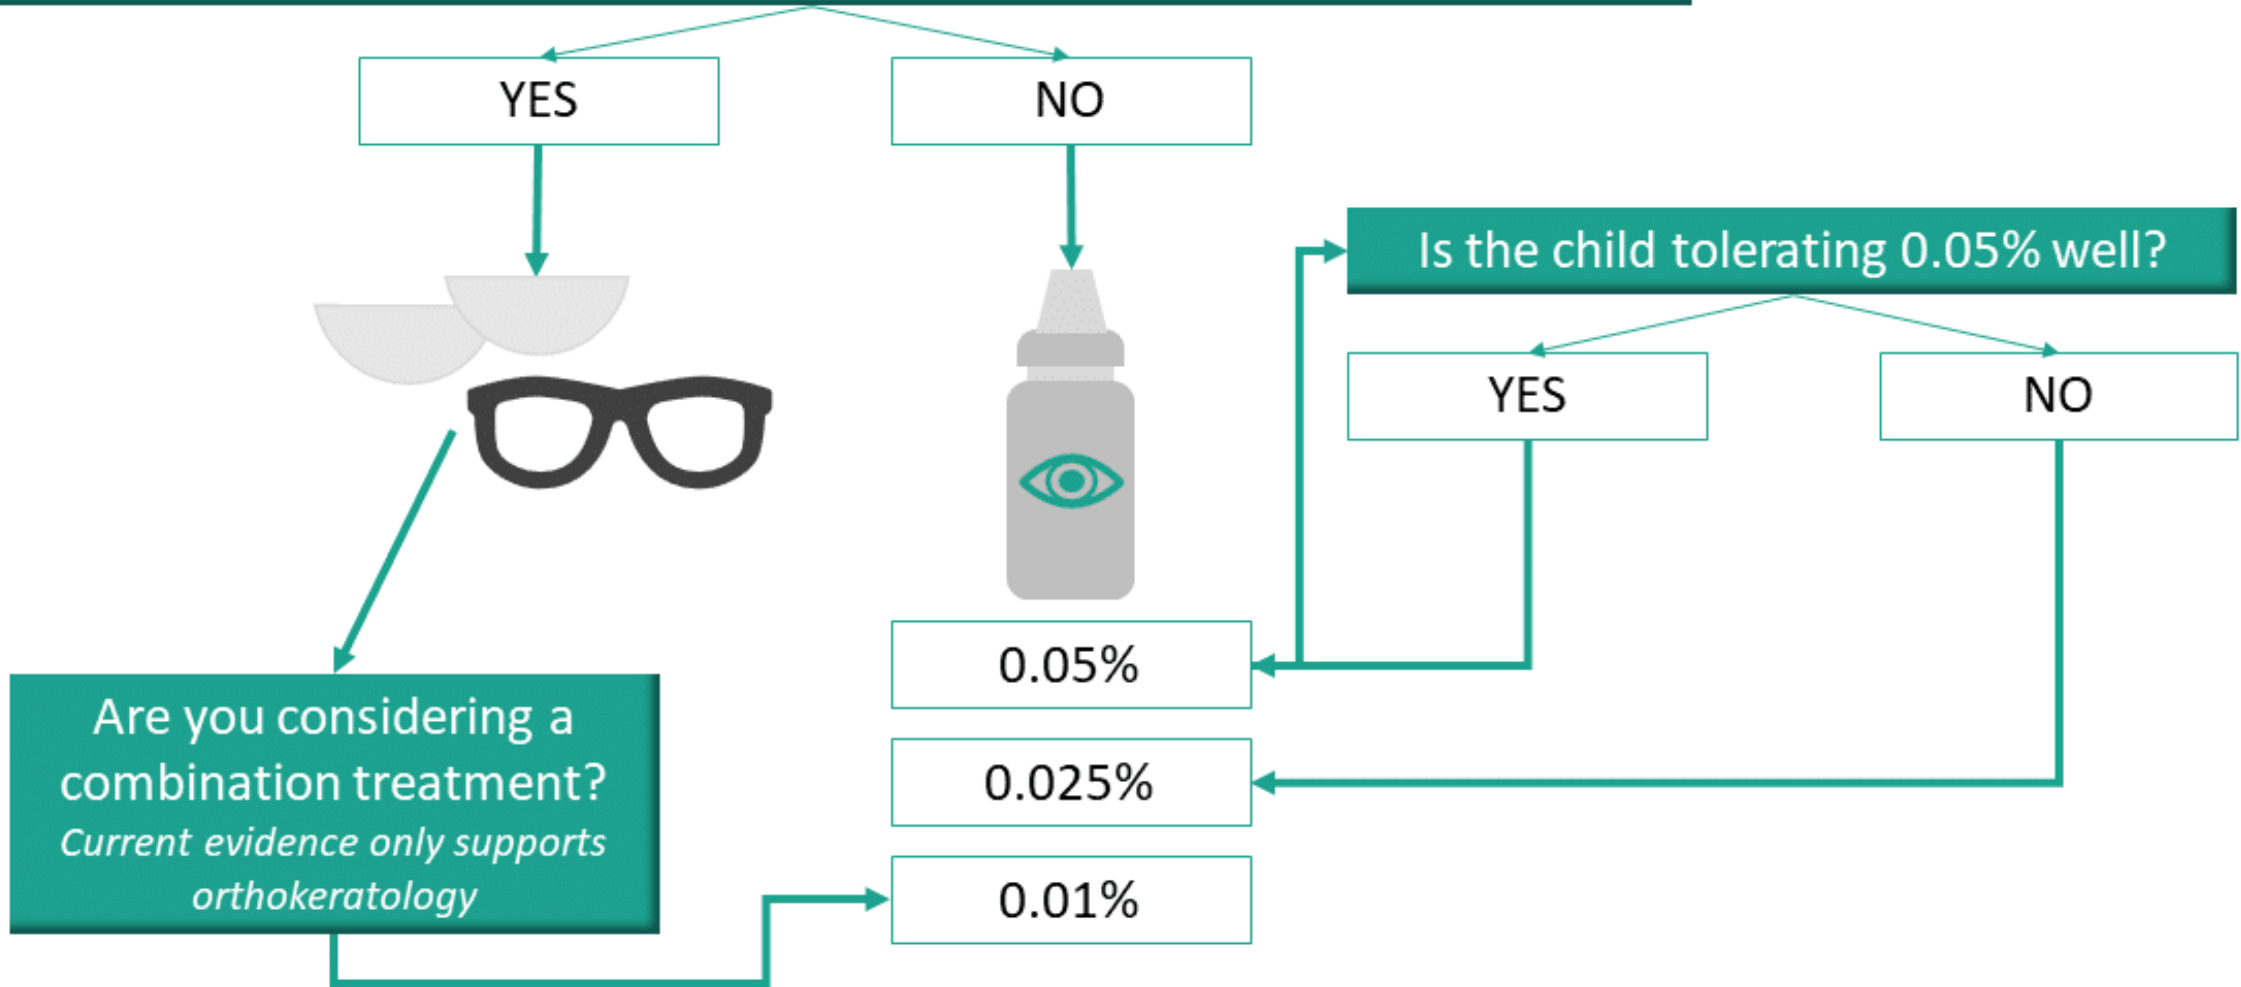 YES
NO
Is the child tolerating 0.05% well?
YES
NO
0.05%
0.025%
0.01%
Are you considering a
combination treatment?
Current evidence only supports
orthokeratology